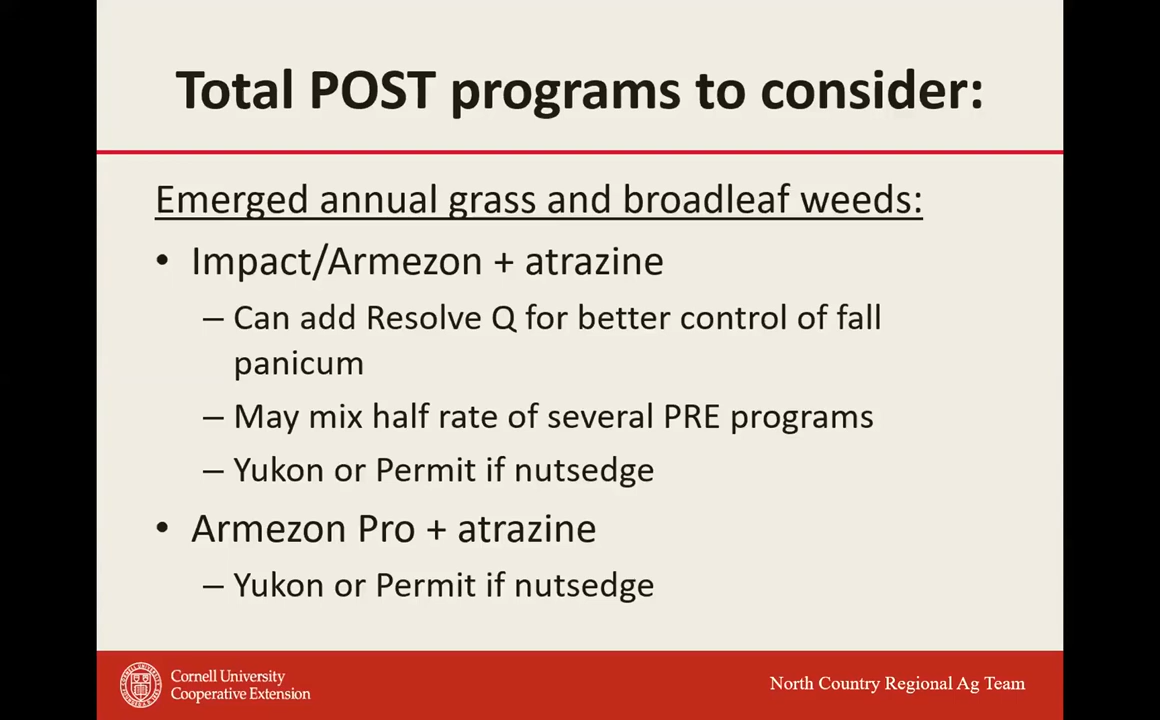 Total POST programs to consider:
Emerged annual grass and broadleaf weeds:
• Impact/Armezon + atrazine
– Can add Resolve Q for better control of fall
panicum
– May mix half rate of several PRE programs
– Yukon or Permit if nutsedge
• Armezon Pro + atrazine
– Yukon or Permit if nutsedge
Cornell University
Cooperative Extension
North Country Regional Ag Team